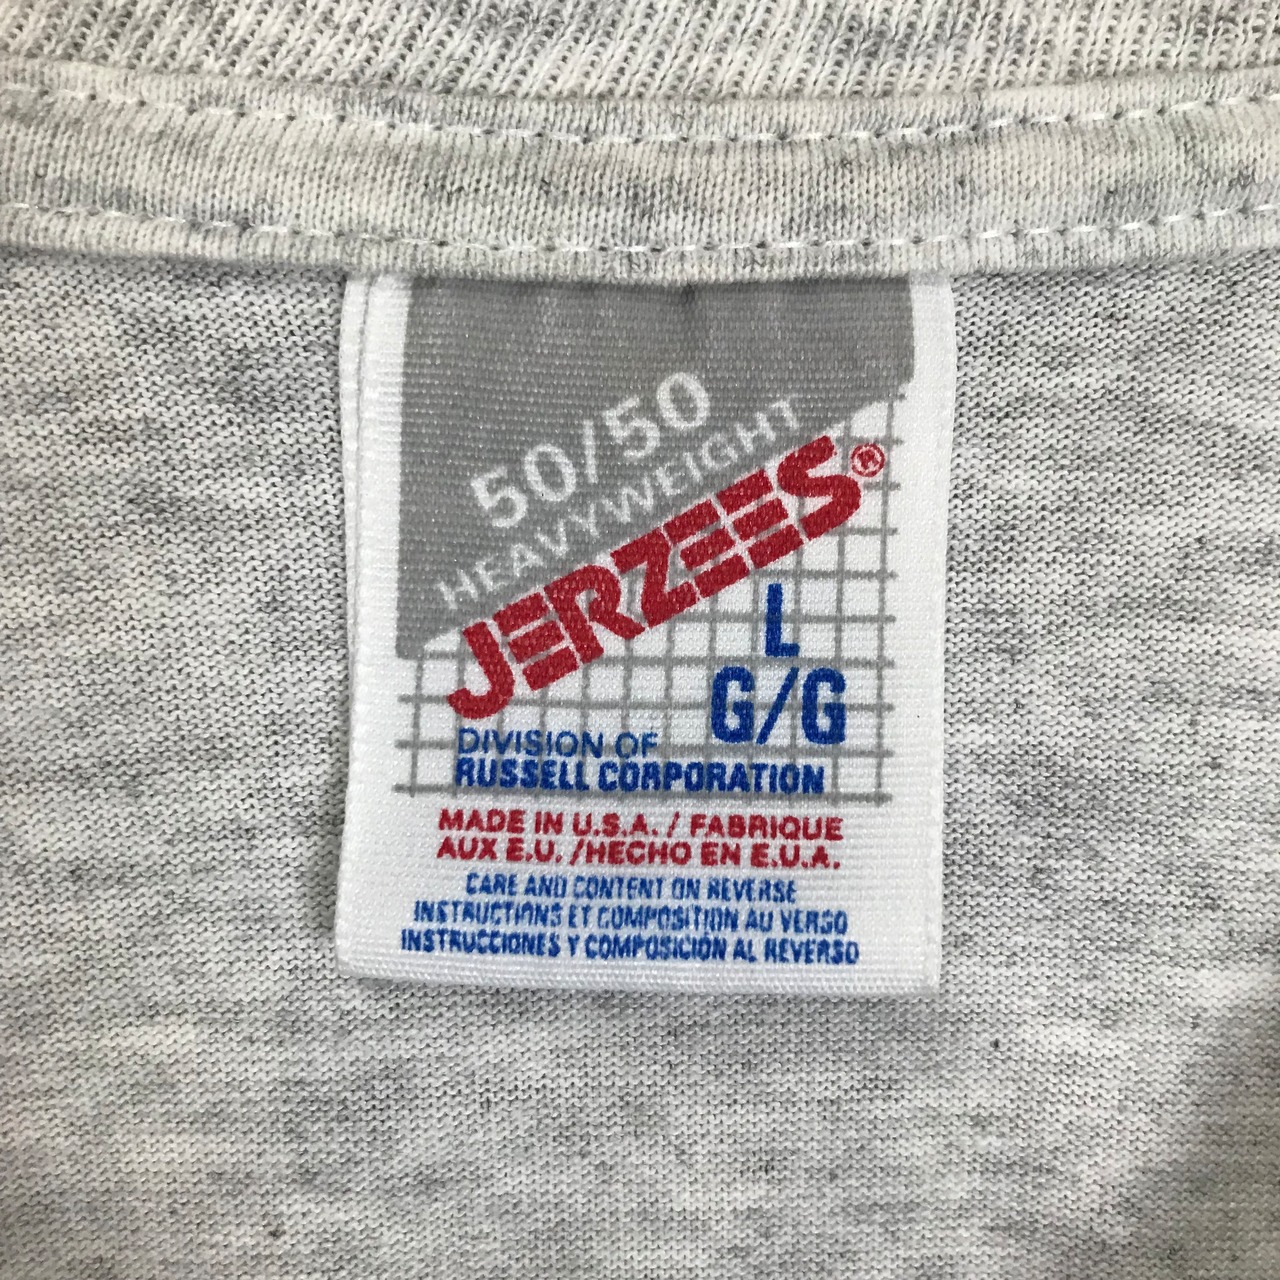 50/50
HEAVYWEIGHT
JERZEES®
L
G/G
DIVISION OF
RUSSELL CORPORATION
MADE IN U.S.A. / FABRIQUE
AUX E.U. /HECHO EN E.U.A.
CARE AND CONTENT ON REVERSE
INSTRUCTIONS ET COMPOSITION AU VERSO
INSTRUCCIONES Y COMPOSICION AL REVERSO